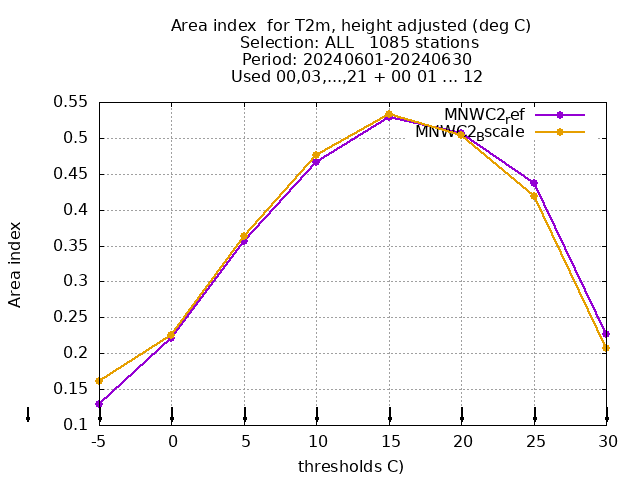 Area index  for T2m, height adjusted (deg C)
Selection: ALL   1085 stations
Period: 20240601-20240630
Used 00,03,...,21 + 00 01 ... 12
0.55
0.5
0.45
0.4
0.35
0.3
0.25
0.2
0.15
0.1
MNWC2ref
MNWC2Bscale
Area index
-5 0 5 10 15 20 25 30
thresholds C)